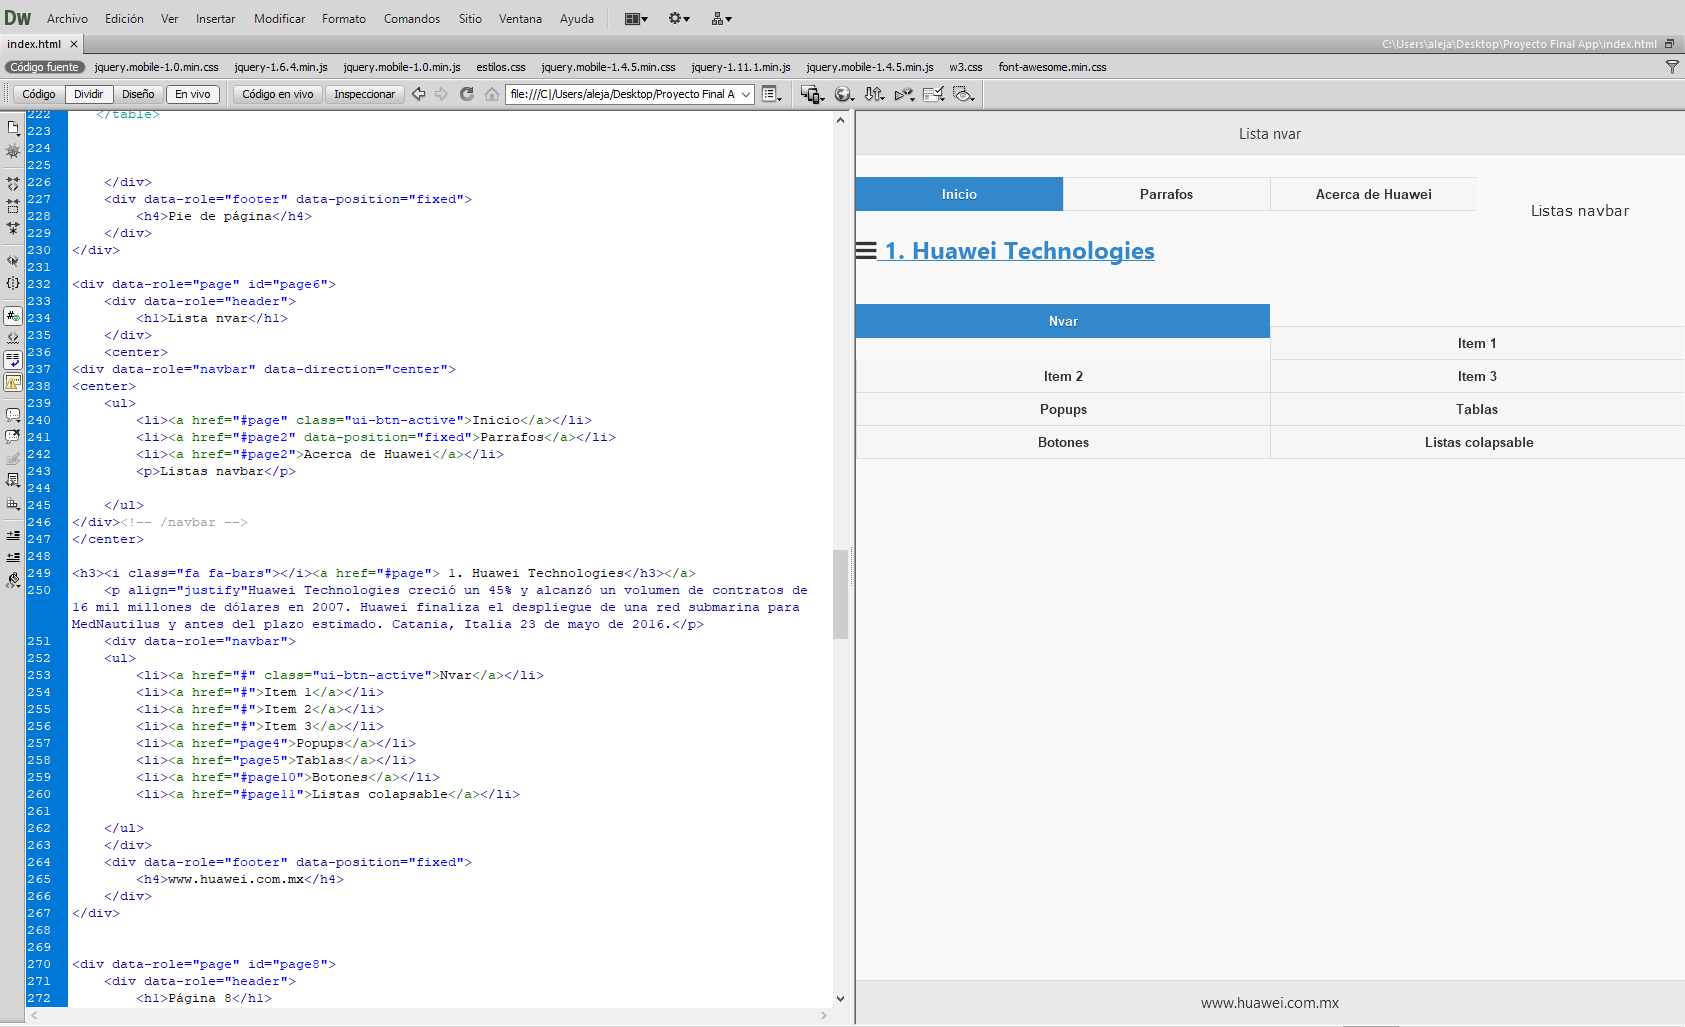 Dw Archivo Edición Ver Insertar Modificar Formato Comandos Sitio Ventana Ayuda
index.html C:\Users\aleja\Desktop\Proyecto Final App\index.html
Código fuente jquery.mobile-1.0.min.css jquery-1.6.4.min.js jquery.mobile-1.0.min.js estilos.css jquery.mobile-1.4.5.min.css jquery-1.11.1.min.js jquery.mobile-1.4.5.min.js w3.css font-awesome.min.css
Código Dividir Diseño En vivo Código en vivo Inspeccionar file:///C|/Users/aleja/Desktop/Proyecto Final A
222 </table>
223
224
225
226 </div>
227 <div data-role="footer" data-position="fixed">
228 <h4>Pie de página</h4>
229 </div>
230 </div>
231
232 <div data-role="page" id="page6">
233 <div data-role="header">
234 <h1>Lista nvar</h1>
235 </div>
236 <center>
237 <div data-role="navbar" data-direction="center">
238 <center>
239 <ul>
240 <li><a href="#page" class="ui-btn-active">Inicio</a></li>
241 <li><a href="#page2" data-position="fixed">Parrafos</a></li>
242 <li><a href="#page2">Acerca de Huawei</a></li>
243 <p>Listas navbar</p>
244
245 </ul>
246 </div><!-- /navbar -->
247 </center>
248
249 <h3><i class="fa fa-bars"></i><a href="#page"> 1. Huawei Technologies</h3></a>
250 <p align="justify"Huawei Technologies creció un 45% y alcanzó un volumen de contratos de
16 mil millones de dólares en 2007. Huawei finaliza el despliegue de una red submarina para
MedNautilus y antes del plazo estimado. Catania, Italia 23 de mayo de 2016.</p>
251 <div data-role="navbar">
252 <ul>
253 <li><a href="#" class="ui-btn-active">Nvar</a></li>
254 <li><a href="#">Item 1</a></li>
255 <li><a href="#">Item 2</a></li>
256 <li><a href="#">Item 3</a></li>
257 <li><a href="page4">Popups</a></li>
258 <li><a href="page5">Tablas</a></li>
259 <li><a href="#page10">Botones</a></li>
260 <li><a href="#page11">Listas colapsable</a></li>
261
262 </ul>
263 </div>
264 <div data-role="footer" data-position="fixed">
265 <h4>www.huawei.com.mx</h4>
266 </div>
267 </div>
268
269
270 <div data-role="page" id="page8">
271 <div data-role="header">
272 <h1>Página 8</h1>
Lista nvar
Inicio Parrafos Acerca de Huawei
Listas navbar
1. Huawei Technologies
Nvar
Item 1
Item 2 Item 3
Popups Tablas
Botones Listas colapsable
www.huawei.com.mx